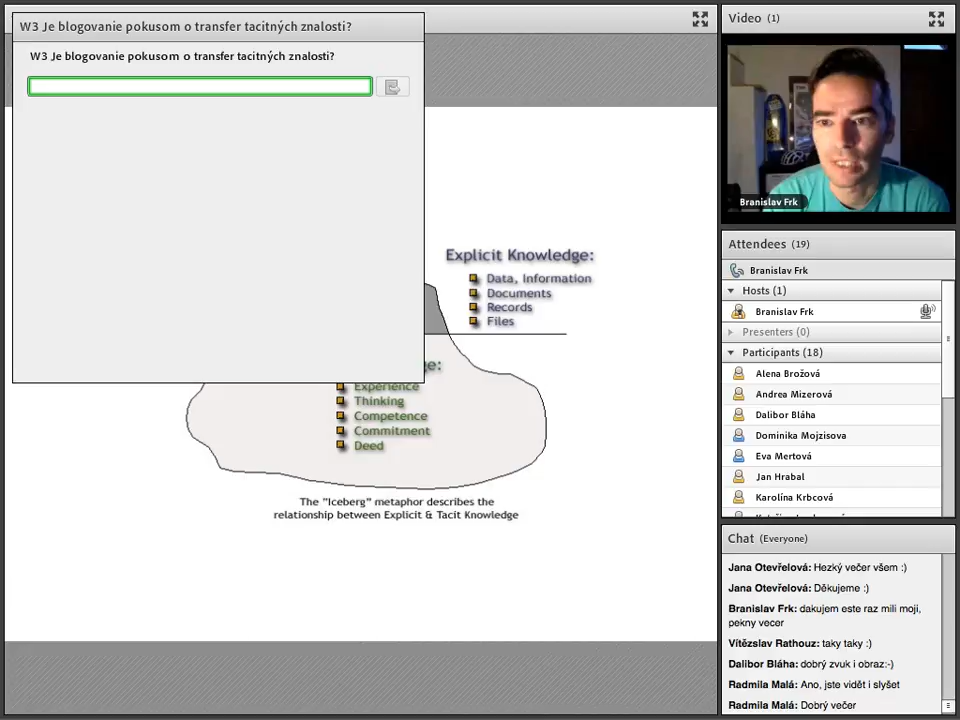 W3 Je blogovanie pokusom o transfer tacitných znalosti?
W3 Je blogovanie pokusom o transfer tacitných znalosti?
Explicit Knowledge:
Data, Information
Documents
Records
Files
ge:
Experience
Thinking
Competence
Commitment
Deed
The "Iceberg" metaphor describes the
relationship between Explicit & Tacit Knowledge
Video (1)
Branislav Frk
Attendees (19)
Branislav Frk
Hosts (1)
Branislav Frk
Presenters (0)
Participants (18)
Alena Brožová
Andrea Mizerová
Dalibor Bláha
Dominika Mojzisova
Eva Mertová
Jan Hrabal
Karolína Krbcová
Chat (Everyone)
Jana Otevřelová: Hezký večer všem :)
Jana Otevřelová: Děkujeme :)
Branislav Frk: dakujem este raz mili moji,
pekny vecer
Vítězslav Rathouz: taky taky :)
Dalibor Bláha: dobrý zvuk i obraz:-)
Radmila Malá: Ano, jste vidět i slyšet
Radmila Malá: Dobrý večer